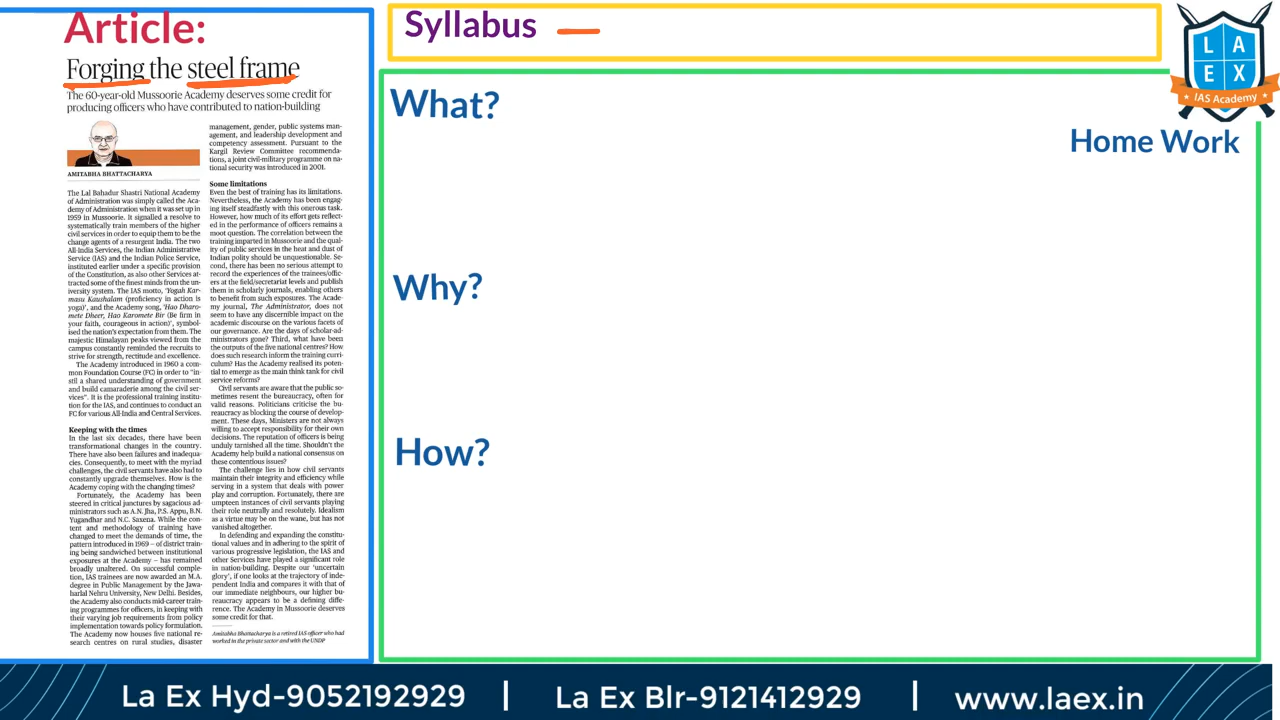 Article:
Forging the steel frame
The 60-year-old Mussoorie Academy deserves some credit for
producing officers who have contributed to nation-building
AMITABHA BHATTACHARYA
The Lal Bahadur Shastri National Academy
of Administration was simply called the Aca-
demy of Administration when it was set up in
1959 in Mussoorie. It signalled a resolve to
systematically train members of the higher
civil services in order to equip them to be the
change agents of a resurgent India. The two
All-India Services, the Indian Administrative
Service (IAS) and the Indian Police Service,
instituted earlier under a specific provision
of the Constitution, as also other Services at-
tracted some of the finest minds from the un-
iversity system. The IAS motto, 'Yogah Kar-
masu Kaushalam (proficiency in action is
yoga)', and the Academy song, 'Hao Dharo-
mete Dheer, Hao Karomete Bir (Be firm in
your faith, courageous in action)', symbol-
ised the nation's expectation from them. The
majestic Himalayan peaks viewed from the
campus constantly reminded the recruits to
strive for strength, rectitude and excellence.
The Academy introduced in 1960 a com-
mon Foundation Course (FC) in order to "in-
stil a shared understanding of government
and build camaraderie among the civil ser-
vices". It is the professional training institu-
tion for the IAS, and continues to conduct an
FC for various All-India and Central Services.
Keeping with the times
In the last six decades, there have been
transformational changes in the country.
There have also been failures and inadequa-
cies. Consequently, to meet with the myriad
challenges, the civil servants have also had to
constantly upgrade themselves. How is the
Academy coping with the changing times?
Fortunately, the Academy has been
steered in critical junctures by sagacious ad-
ministrators such as A.N. Jha, P.S. Appu, B.N.
Yugandhar and N.C. Saxena. While the con-
tent and methodology of training have
changed to meet the demands of time, the
pattern introduced in 1969 – of district train-
ing being sandwiched between institutional
exposures at the Academy – has remained
broadly unaltered. On successful comple-
tion, IAS trainees are now awarded an M.A.
degree in Public Management by the Jawa-
harlal Nehru University, New Delhi. Besides,
the Academy also conducts mid-career train-
ing programmes for officers, in keeping with
their varying job requirements from policy
implementation towards policy formulation.
The Academy now houses five national re-
search centres on rural studies, disaster
management, gender, public systems man-
agement, and leadership development and
competency assessment. Pursuant to the
Kargil Review Committee recommenda-
tions, a joint civil-military programme on na-
tional security was introduced in 2001.
Some limitations
Even the best of training has its limitations.
Nevertheless, the Academy has been engag-
ing itself steadfastly with this onerous task.
However, how much of its effort gets reflect-
ed in the performance of officers remains a
moot question. The correlation between the
training imparted in Mussoorie and the qual-
ity of public services in the heat and dust of
Indian polity should be unquestionable. Se-
cond, there has been no serious attempt to
record the experiences of the trainees/offic-
ers at the field/secretariat levels and publish
them in scholarly journals, enabling others
to benefit from such exposures. The Acade-
my journal, The Administrator, does not
seem to have any discernible impact on the
academic discourse on the various facets of
our governance. Are the days of scholar-ad-
ministrators gone? Third, what have been
the outputs of the five national centres? How
does such research inform the training curri-
culum? Has the Academy realised its poten-
tial to emerge as the main think tank for civil
service reforms?
Civil servants are aware that the public so-
metimes resent the bureaucracy, often for
valid reasons. Politicians criticise the bu-
reaucracy as blocking the course of develop-
ment. These days, Ministers are not always
willing to accept responsibility for their own
decisions. The reputation of officers is being
unduly tarnished all the time. Shouldn't the
Academy help build a national consensus on
these contentious issues?
The challenge lies in how civil servants
maintain their integrity and efficiency while
serving in a system that deals with power
play and corruption. Fortunately, there are
umpteen instances of civil servants playing
their role neutrally and resolutely. Idealism
as a virtue may be on the wane, but has not
vanished altogether.
In defending and expanding the constitu-
tional values and in adhering to the spirit of
various progressive legislation, the IAS and
other Services have played a significant role
in nation-building. Despite our 'uncertain
glory', if one looks at the trajectory of inde-
pendent India and compares it with that of
our immediate neighbours, our higher bu-
reaucracy appears to be a defining diffe-
rence. The Academy in Mussoorie deserves
some credit for that.
Amitabha Bhattacharya is a retired IAS officer who had
worked in the private sector and with the UNDP
Syllabus
L A
E X
IAS Academy
What?
Home Work
Why?
How?
La Ex Hyd-9052192929 | La Ex Blr-9121412929 | www.laex.in